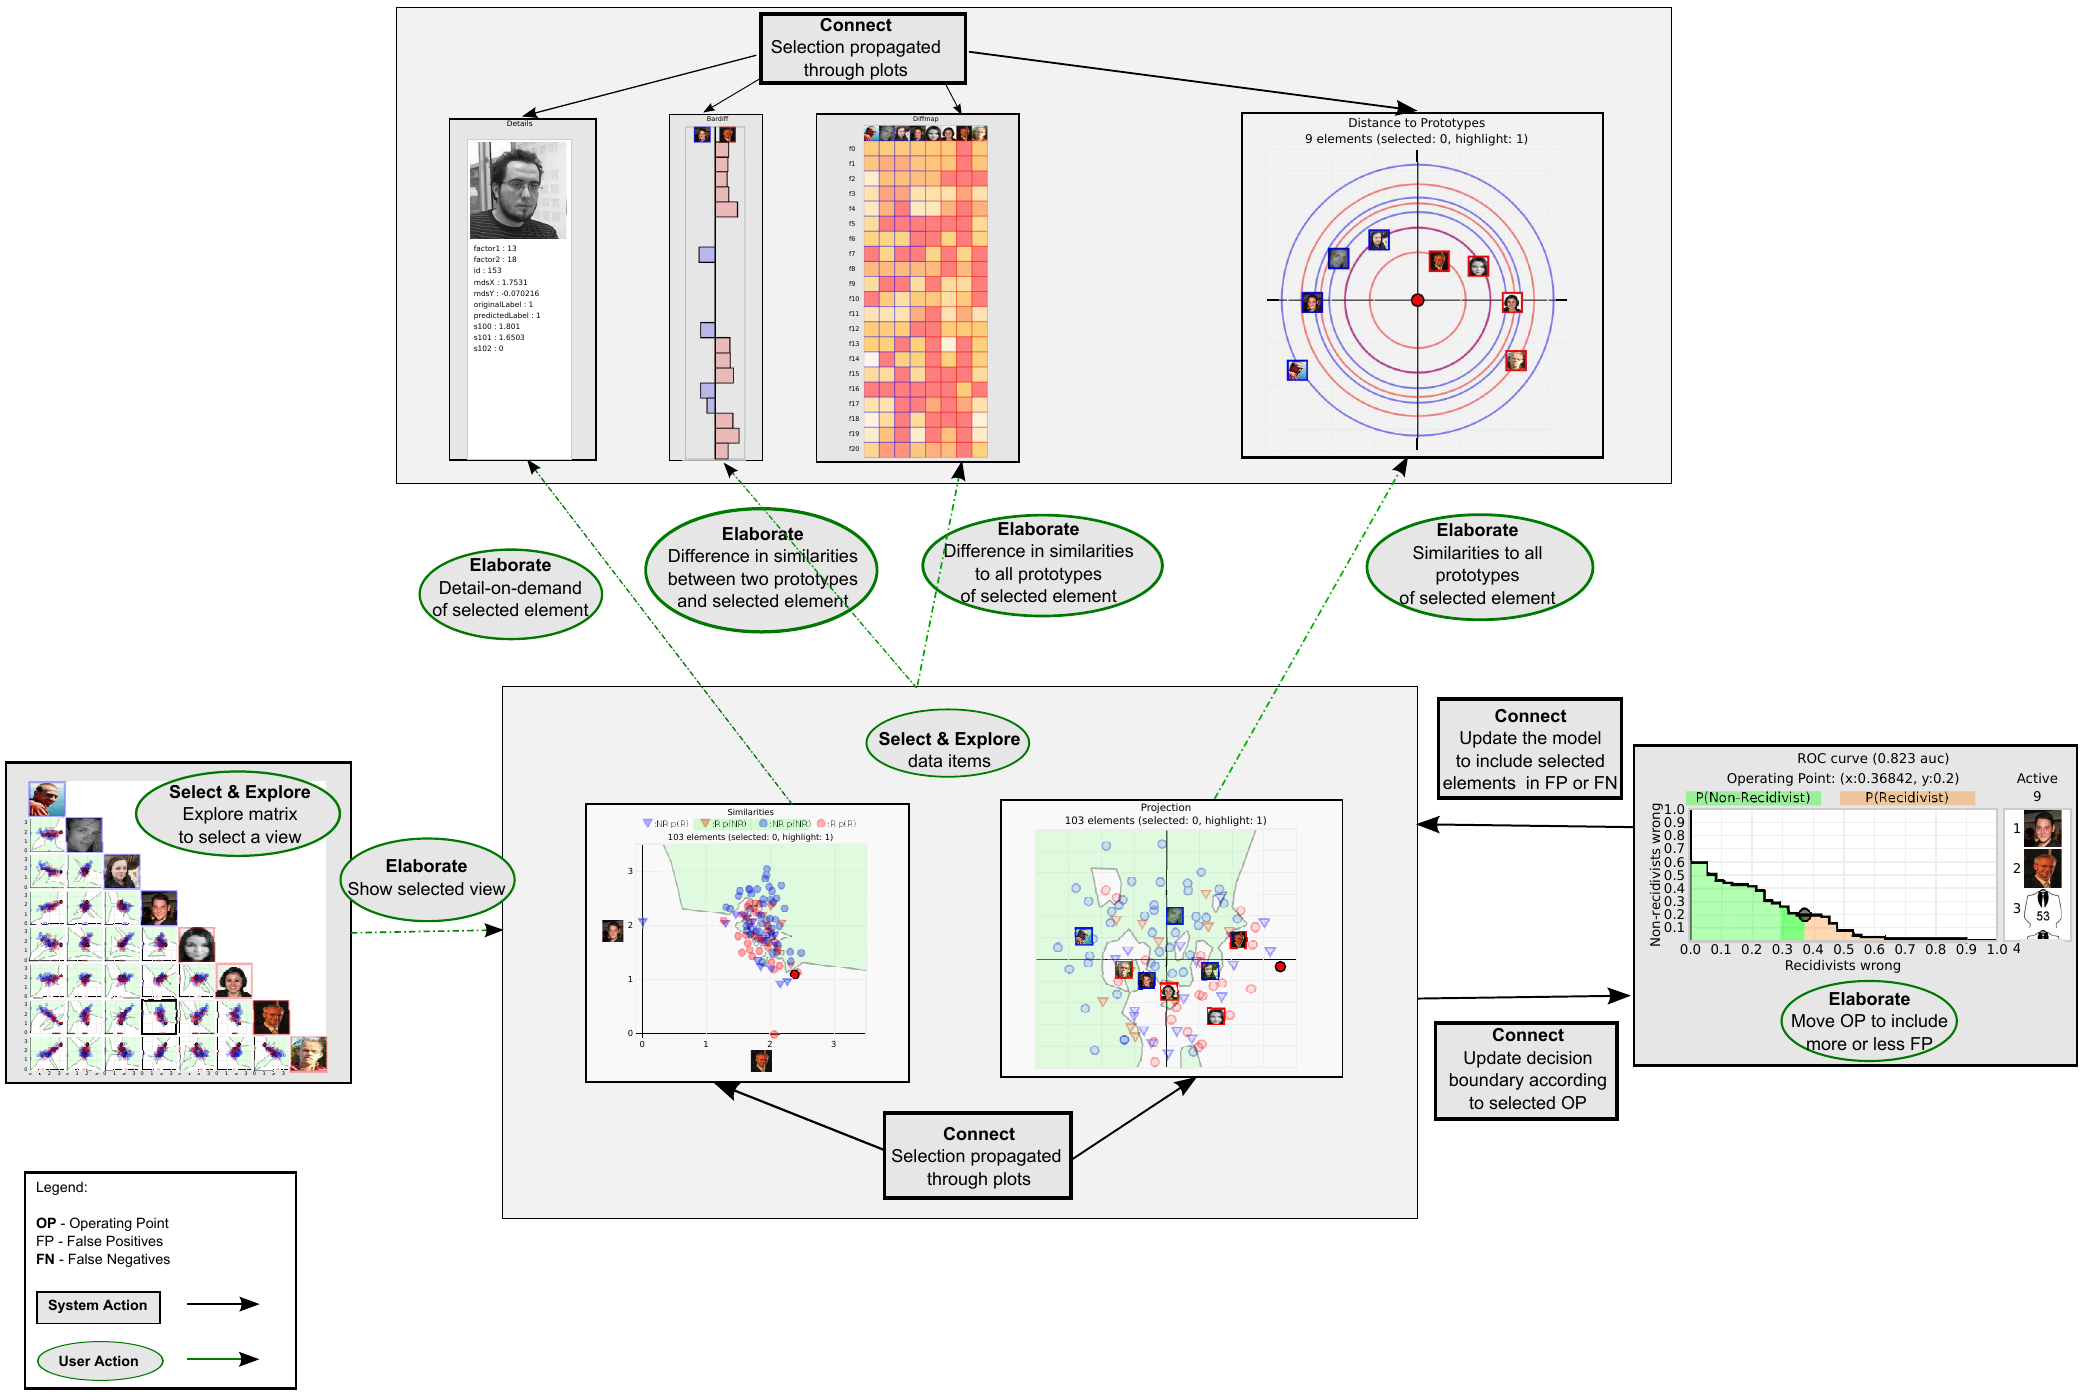 Connect
Selection propagated
through plots
Details
factor1 : 13
factor2 : 18
id : 153
mdsX : 1.7531
mdsY : -0.070216
originalLabel : 1
predictedLabel : 1
s100 : 1.801
s101 : 1.6503
s102 : 0
Bardiff
Diffmap
f0
f1
f2
f3
f4
f5
f6
f7
f8
f9
f10
f11
f12
f13
f14
f15
f16
f17
f18
f19
f20
Distance to Prototypes
9 elements (selected: 0, highlight: 1)
Elaborate
Detail-on-demand
of selected element
Elaborate
Difference in similarities
between two prototypes
and selected element
Elaborate
Difference in similarities
to all prototypes
of selected element
Elaborate
Similarities to all
prototypes
of selected element
Select & Explore
Explore matrix
to select a view
Elaborate
Show selected view
Select & Explore
data items
Similarities
:NR p(R) :R p(NR) :NR p(NR) :R p(R)
103 elements (selected: 0, highlight: 1)
3
2
1
0
0 1 2 3
Projection
103 elements (selected: 0, highlight: 1)
Connect
Selection propagated
through plots
Connect
Update the model
to include selected
elements in FP or FN
Connect
Update decision
boundary according
to selected OP
ROC curve (0.823 auc)
Operating Point: (x:0.36842, y:0.2)
Active
9
P(Non-Recidivist) P(Recidivist)
Non-recidivists wrong
1.0
0.9
0.8
0.7
0.6
0.5
0.4
0.3
0.2
0.1
0.0 0.1 0.2 0.3 0.4 0.5 0.6 0.7 0.8 0.9 1.0
Recidivists wrong
1
2
3
53
4
Elaborate
Move OP to include
more or less FP
Legend:
OP - Operating Point
FP - False Positives
FN - False Negatives
System Action
User Action